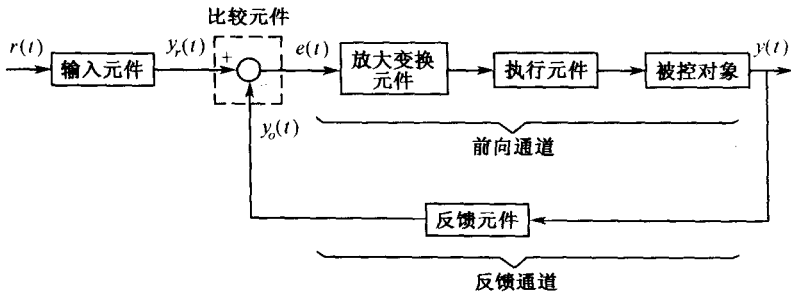 比较元件
r(t)
输入元件
y_r(t)
+
e(t)
放大变换
元件
执行元件
被控对象
y(t)
y_o(t)
前向通道
反馈元件
反馈通道